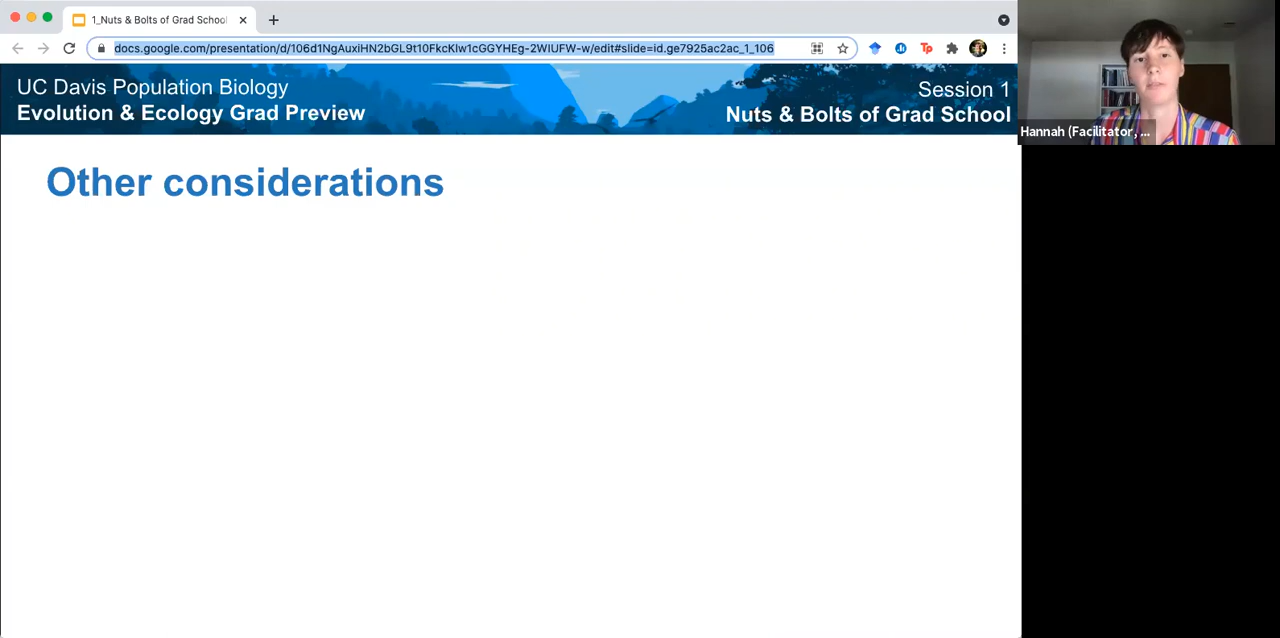 1_Nuts & Bolts of Grad School
docs.google.com/presentation/d/106d1NgAuxiHN2bGL9t10FkcKlw1cGGYHEg-2WIUFW-w/edit#slide=id.ge7925ac2ac_1_106
Tp
UC Davis Population Biology
Evolution & Ecology Grad Preview
Session 1
Nuts & Bolts of Grad School
Hannah (Facilitator, ...
Other considerations